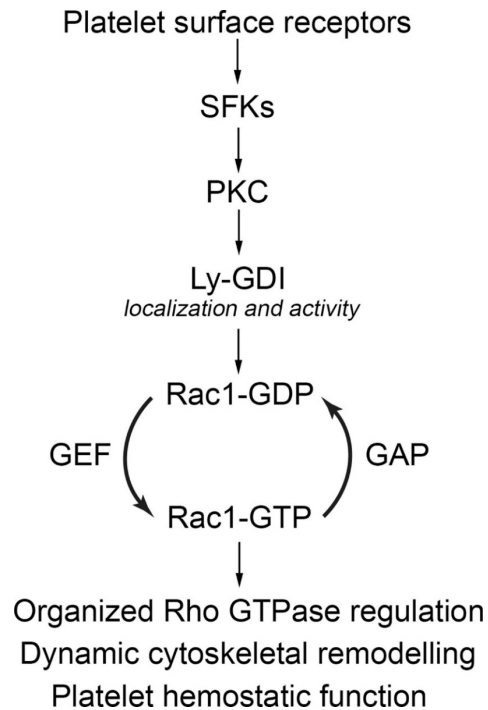 Platelet surface receptors
SFKs
PKC
Ly-GDI
localization and activity
Rac1-GDP
GEF
GAP
Rac1-GTP
Organized Rho GTPase regulation
Dynamic cytoskeletal remodelling
Platelet hemostatic function